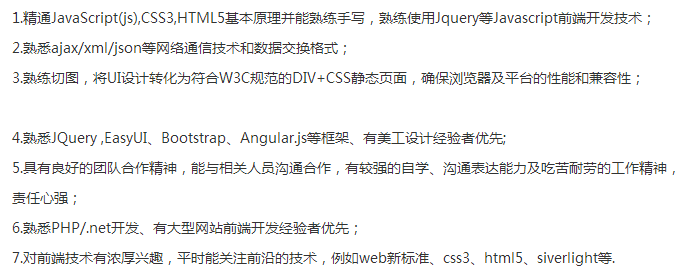 1.精通JavaScript(js),CSS3,HTML5基本原理并能熟练手写，熟练使用Jquery等Javascript前端开发技术；
2.熟悉ajax/xml/json等网络通信技术和数据交换格式；
3.熟练切图，将UI设计转化为符合W3C规范的DIV+CSS静态页面，确保浏览器及平台的性能和兼容性；
4.熟悉JQuery ,EasyUI、Bootstrap、Angular.js等框架、有美工设计经验者优先;
5.具有良好的团队合作精神，能与相关人员沟通合作，有较强的自学、沟通表达能力及吃苦耐劳的工作精神，
责任心强；
6.熟悉PHP/.net开发、有大型网站前端开发经验者优先；
7.对前端技术有浓厚兴趣，平时能关注前沿的技术，例如web新标准、css3、html5、siverlight等.